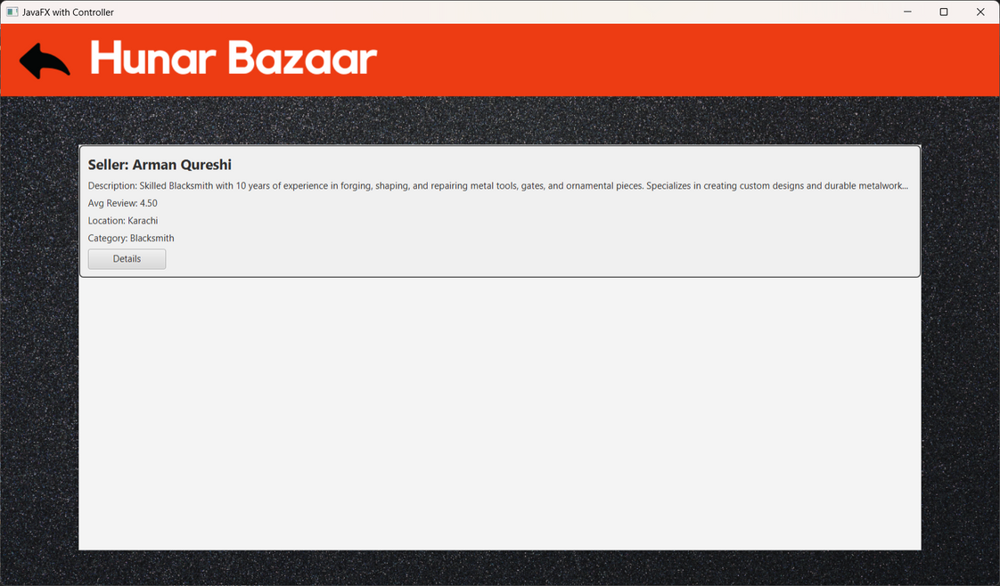 JavaFX with Controller
Hunar Bazaar
Seller: Arman Qureshi
Description: Skilled Blacksmith with 10 years of experience in forging, shaping, and repairing metal tools, gates, and ornamental pieces. Specializes in creating custom designs and durable metalwork...
Avg Review: 4.50
Location: Karachi
Category: Blacksmith
Details